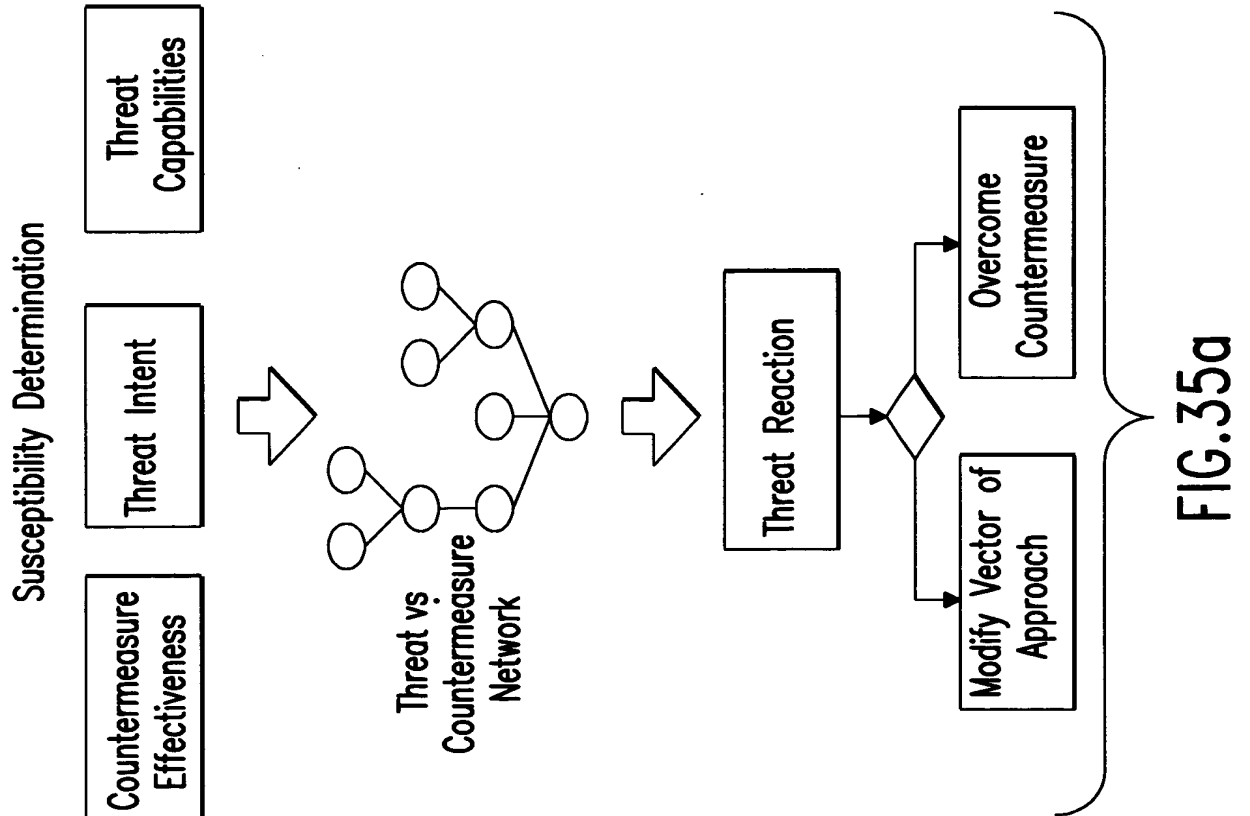 Susceptibility Determination
Countermeasure
Effectiveness
Threat Intent
Threat
Capabilities
Threat vs
Countermeasure
Network
Threat Reaction
Modify Vector of
Approach
Overcome
Countermeasure
FIG.35a